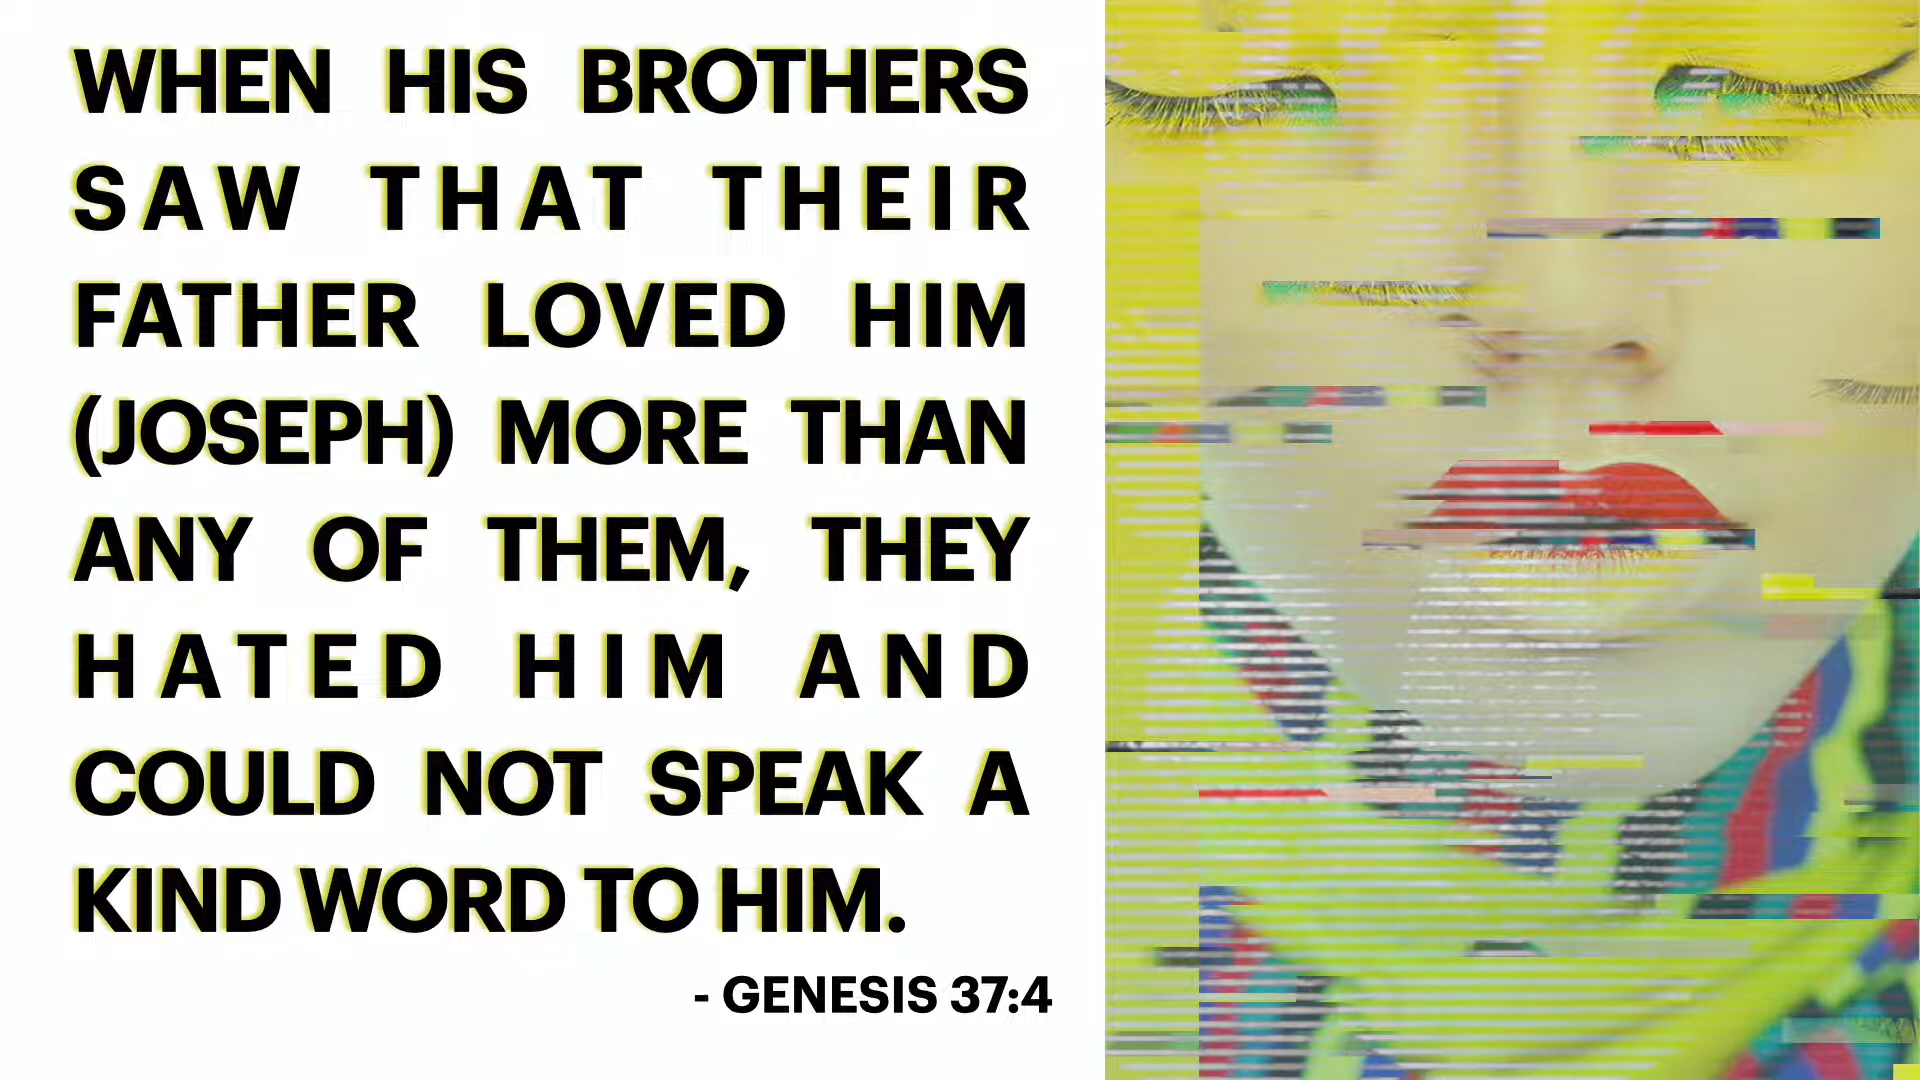 WHEN HIS BROTHERS
SAW THAT THEIR
FATHER LOVED HIM
(JOSEPH) MORE THAN
ANY OF THEM, THEY
HATED HIM AND
COULD NOT SPEAK A
KIND WORD TO HIM.
- GENESIS 37:4